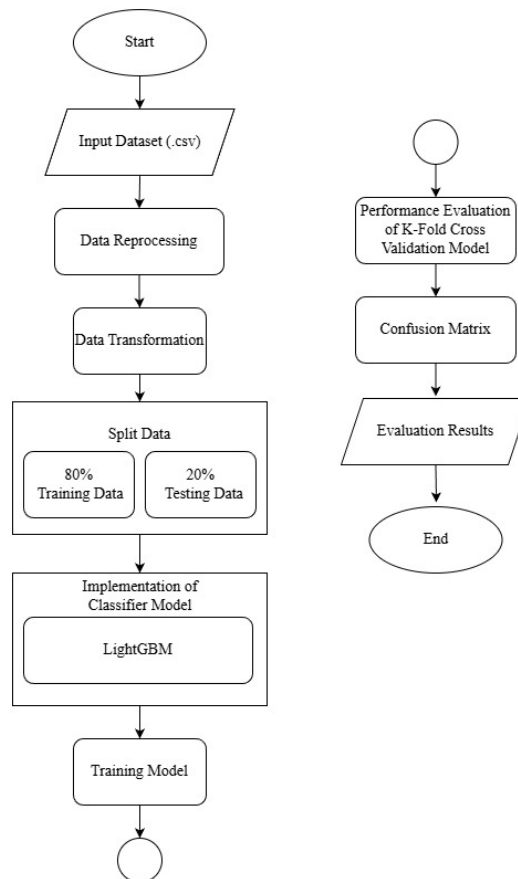 Start
Input Dataset (.csv)
Data Reprocessing
Data Transformation
Split Data
80%
Training Data
20%
Testing Data
Implementation of
Classifier Model
LightGBM
Training Model
Performance Evaluation
of K-Fold Cross
Validation Model
Confusion Matrix
Evaluation Results
End